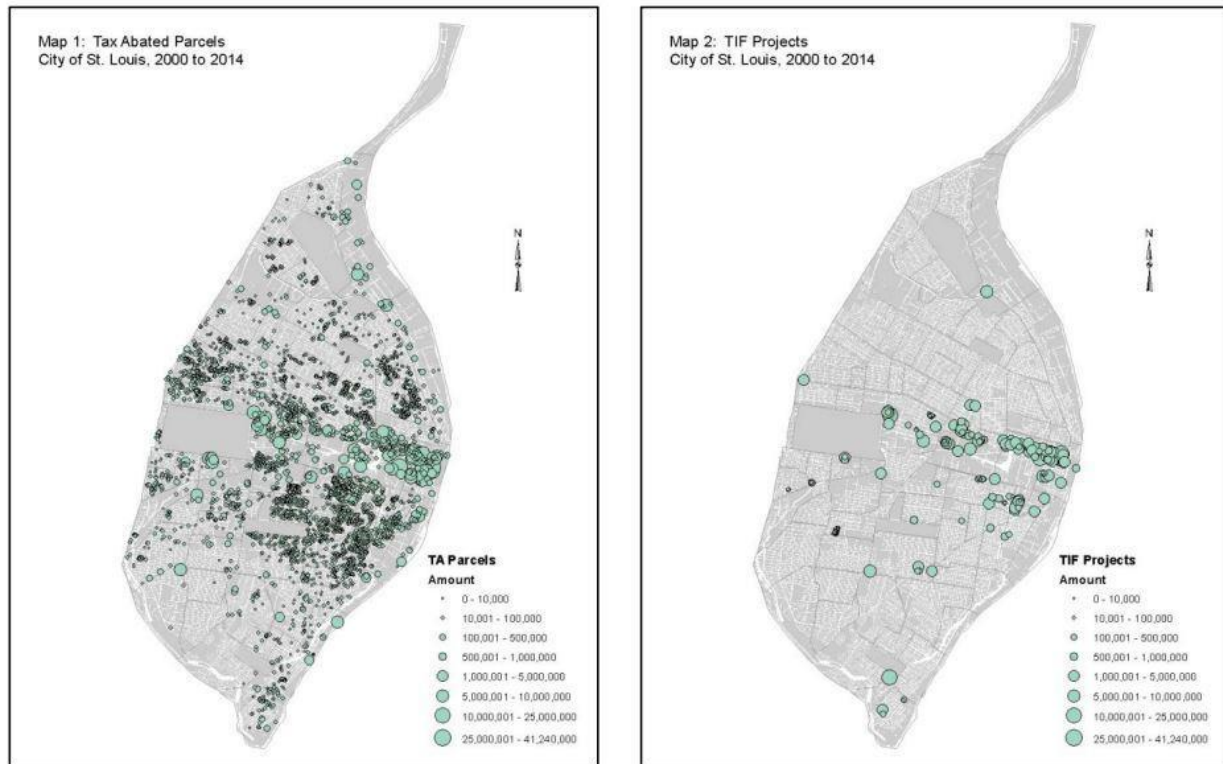 Map 1: Tax Abated Parcels
City of St. Louis, 2000 to 2014
N
TA Parcels
Amount
0 - 10,000
10,001 - 100,000
100,001 - 500,000
500,001 - 1,000,000
1,000,001 - 5,000,000
5,000,001 - 10,000,000
10,000,001 - 25,000,000
25,000,001 - 41,240,000
Map 2: TIF Projects
City of St. Louis, 2000 to 2014
N
TIF Projects
Amount
0 - 10,000
10,001 - 100,000
100,001 - 500,000
500,001 - 1,000,000
1,000,001 - 5,000,000
5,000,001 - 10,000,000
10,000,001 - 25,000,000
25,000,001 - 41,240,000